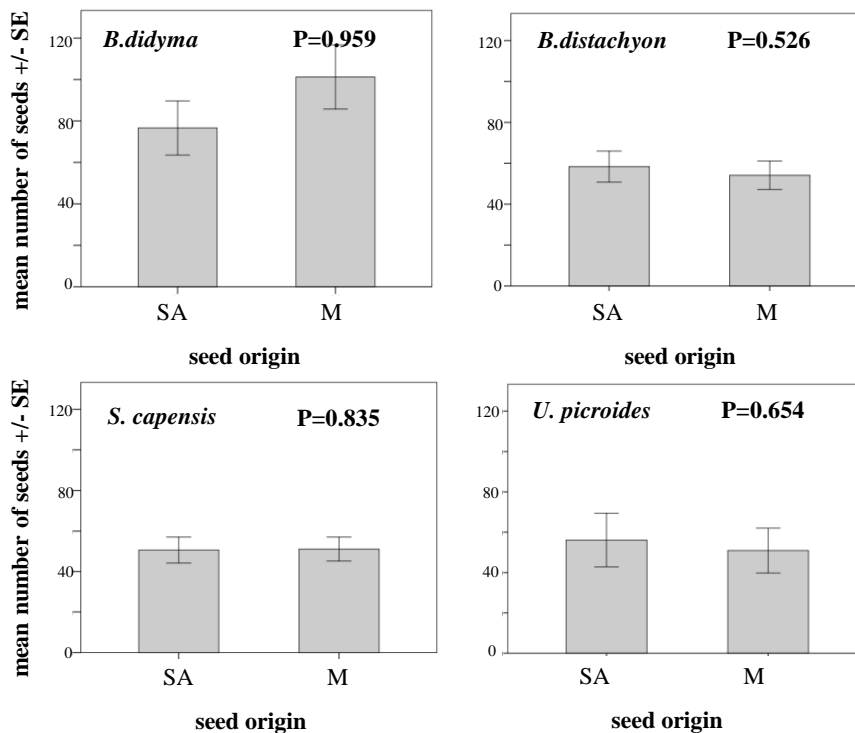 B.didyma P=0.959
mean number of seeds +/- SE
120
80
40
0
SA M
seed origin
B.distachyon P=0.526
120
80
40
0
SA M
seed origin
S. capensis P=0.835
mean number of seeds +/- SE
120
80
40
0
SA M
seed origin
U. picroides P=0.654
120
80
40
0
SA M
seed origin